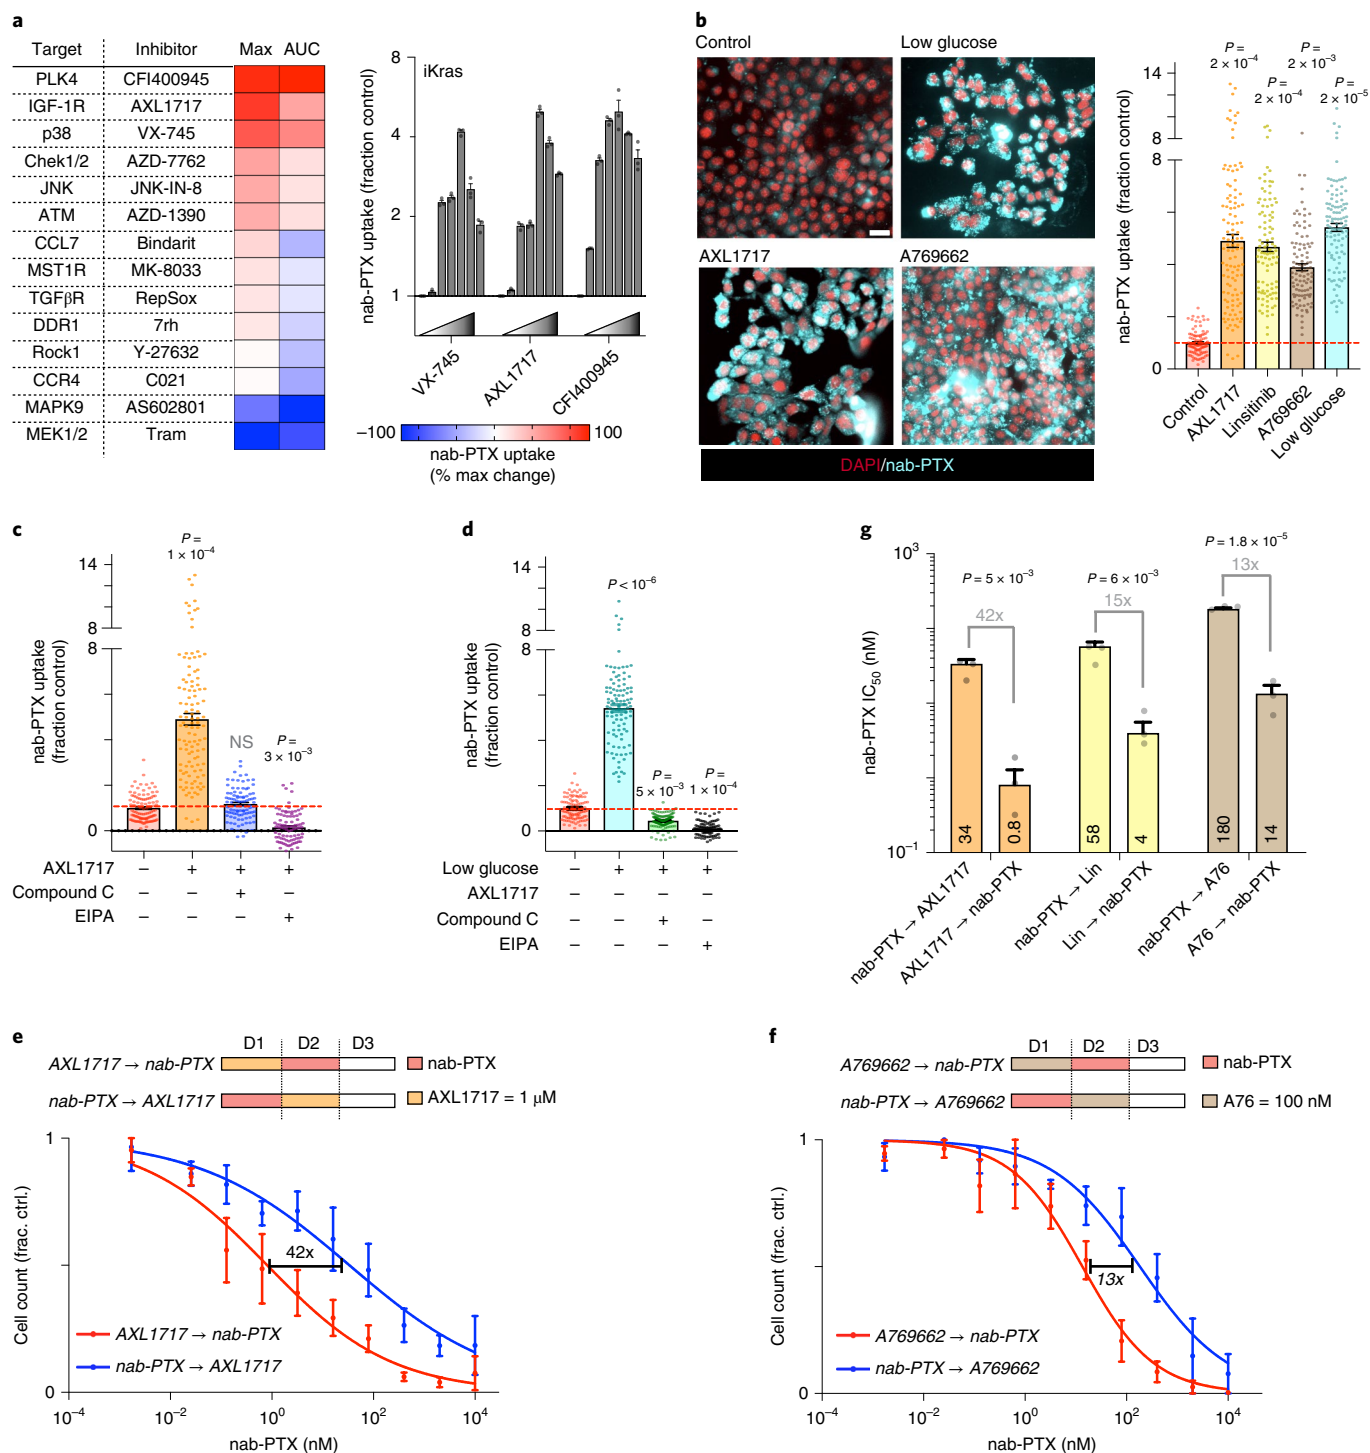 a
Target Inhibitor Max AUC
PLK4 CFI400945
IGF-1R AXL1717
p38 VX-745
Chek1/2 AZD-7762
JNK JNK-IN-8
ATM AZD-1390
CCL7 Bindarit
MST1R MK-8033
TGFβR RepSox
DDR1 7rh
Rock1 Y-27632
CCR4 C021
MAPK9 AS602801
MEK1/2 Tram
nab-PTX uptake (fraction control)
8
4
2
1
iKras
VX-745
AXL1717
CFI400945
–100 100
nab-PTX uptake
(% max change)
b
Control
Low glucose
AXL1717
A769662
DAPI/nab-PTX
nab-PTX uptake (fraction control)
14
8
8
0
P =
2 × 10⁻⁴
P =
2 × 10⁻⁴
P =
2 × 10⁻³
P =
2 × 10⁻⁵
Control
AXL1717
Linsitinib
A769662
Low glucose
c
nab-PTX uptake
(fraction control)
14
8
8
0
P =
1 × 10⁻⁴
NS
P =
3 × 10⁻³
AXL1717 – + + +
Compound C – – + –
EIPA – – – +
d
nab-PTX uptake
(fraction control)
14
8
8
0
P < 10⁻⁶
P =
5 × 10⁻³
P =
1 × 10⁻⁴
Low glucose – + + +
AXL1717 – – – –
Compound C – – + –
EIPA – – – +
g
nab-PTX IC₅₀ (nM)
10³
10⁻¹
P = 5 × 10⁻³
42x
P = 6 × 10⁻³
15x
P = 1.8 × 10⁻⁵
13x
34
0.8
58
4
180
14
nab-PTX → AXL1717
AXL1717 → nab-PTX
nab-PTX → Lin
Lin → nab-PTX
nab-PTX → A76
A76 → nab-PTX
e
D1 D2 D3
AXL1717 → nab-PTX
nab-PTX
nab-PTX → AXL1717
AXL1717 = 1 μM
Cell count (frac. ctrl.)
1
1
42x
AXL1717 → nab-PTX
nab-PTX → AXL1717
10⁻⁴ 10⁻² 10⁰ 10² 10⁴
nab-PTX (nM)
f
D1 D2 D3
A769662 → nab-PTX
nab-PTX
nab-PTX → A769662
A76 = 100 nM
Cell count (frac. ctrl.)
1
1
13x
A769662 → nab-PTX
nab-PTX → A769662
10⁻⁴ 10⁻² 10⁰ 10² 10⁴
nab-PTX (nM)